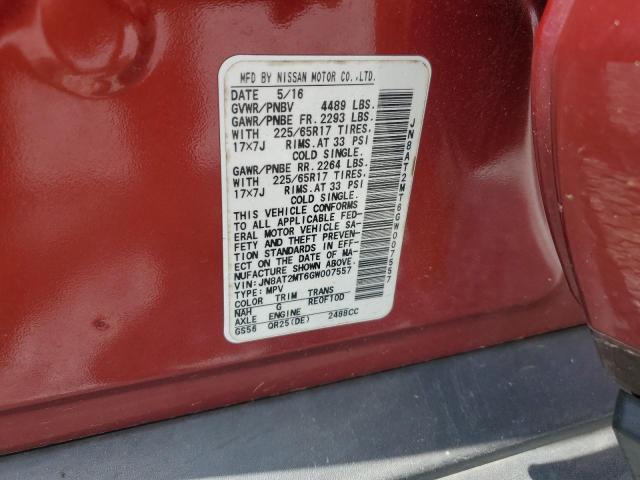 MFD BY NISSAN MOTOR CO.,LTD.
DATE 5/16
GVWR/PNBV 4489 LBS.
GAWR/PNBE FR. 2293 LBS.
WITH 225/65R17 TIRES,
17×7J RIMS.AT 33 PSI
COLD SINGLE.
GAWR/PNBE RR. 2264 LBS.
WITH 225/65R17 TIRES,
17×7J RIMS.AT 33 PSI
COLD SINGLE.
THIS VEHICLE CONFORMS
TO ALL APPLICABLE FED-
ERAL MOTOR VEHICLE SA-
FETY AND THEFT PREVEN-
TION STANDARDS IN EFF-
ECT ON THE DATE OF MA-
NUFACTURE SHOWN ABOVE.
VIN: JN8AT2MT6GW007557
TYPE: MPV
COLOR TRIM TRANS
NAH G RE0F10D
AXLE ENGINE
GS56 QR25(DE) 2488CC
JN8AT2MT6GW007557